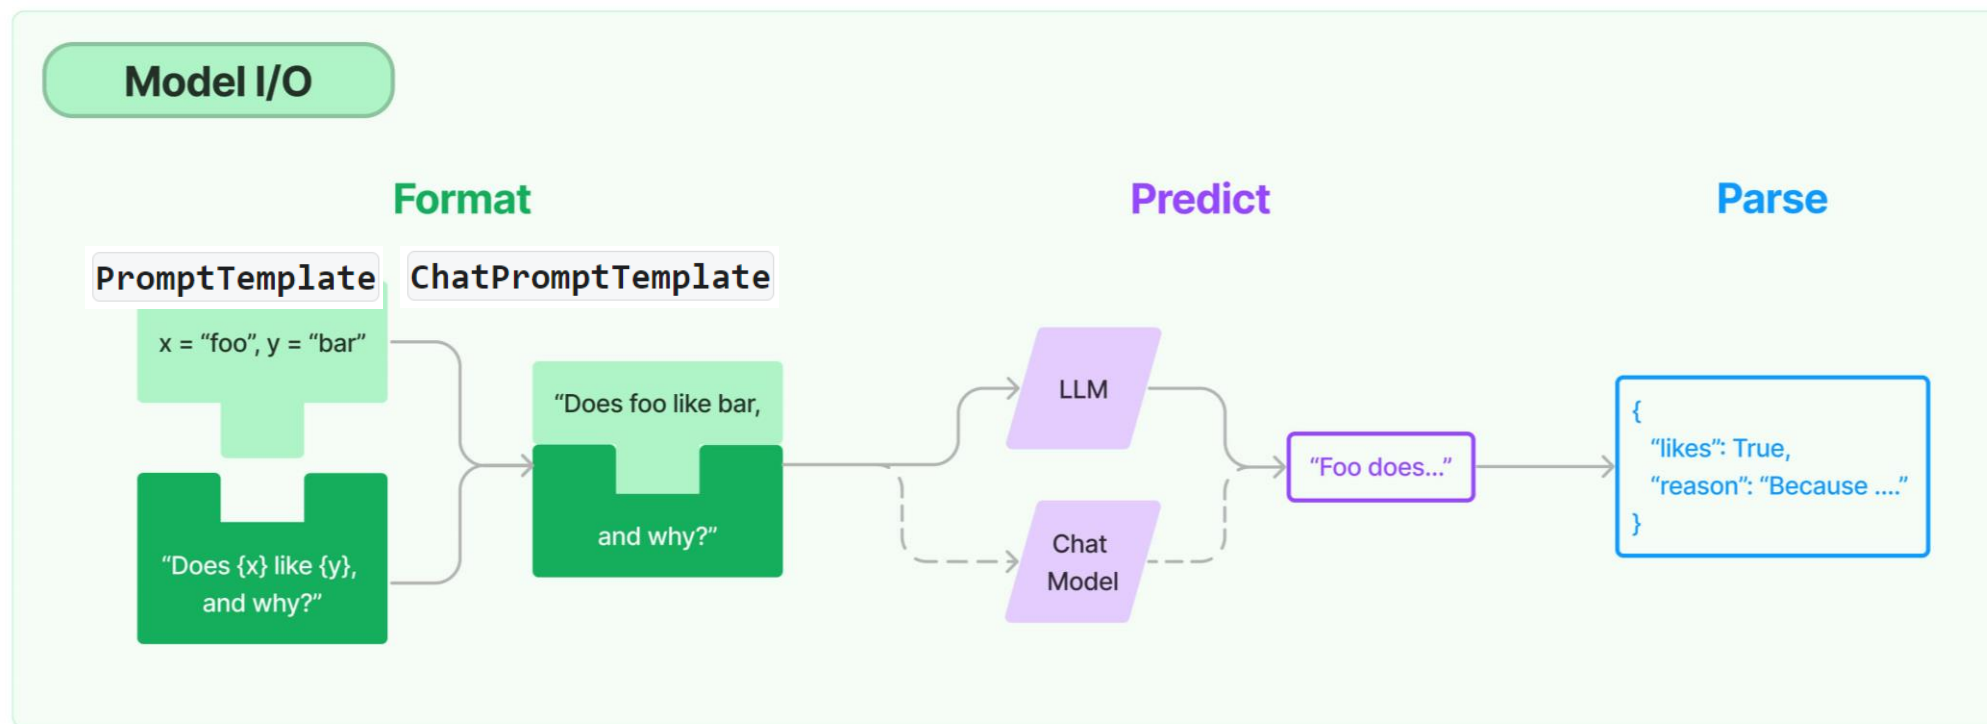 Model I/O
Format
Predict
Parse
PromptTemplate
ChatPromptTemplate
x = “foo”, y = “bar”
“Does {x} like {y},
and why?”
“Does foo like bar,
and why?”
LLM
Chat
Model
“Foo does...”
{
“likes”: True,
“reason”: “Because ....”
}